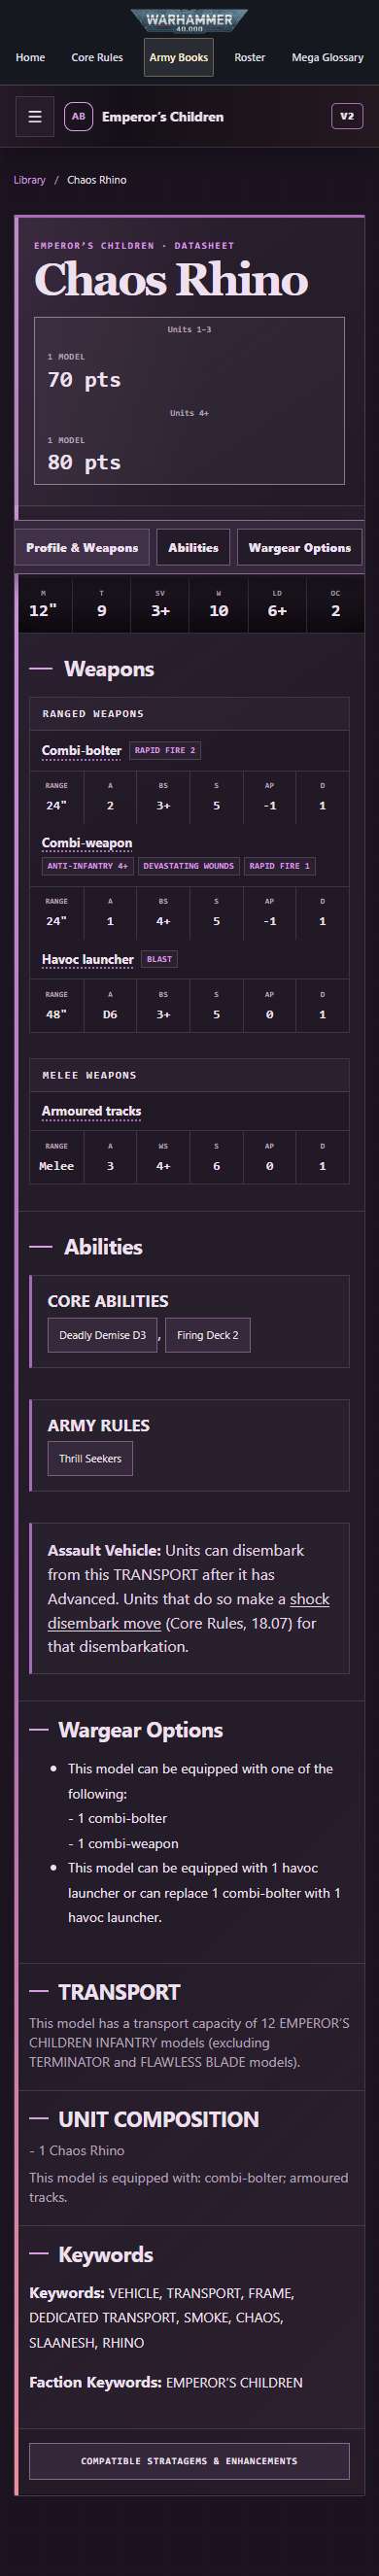 WARHAMMER
40,000
Home Core Rules Army Books Roster Mega Glossary
☰ AB Emperor's Children V2
Library / Chaos Rhino
EMPEROR'S CHILDREN · DATASHEET
Chaos Rhino
Units 1-3
1 MODEL
70 pts
Units 4+
1 MODEL
80 pts
Profile & Weapons Abilities Wargear Options
M T SV W LD OC
12" 9 3+ 10 6+ 2
Weapons
RANGED WEAPONS
Combi-bolter RAPID FIRE 2
RANGE A BS S AP D
24" 2 3+ 5 -1 1
Combi-weapon
ANTI-INFANTRY 4+ DEVASTATING WOUNDS RAPID FIRE 1
RANGE A BS S AP D
24" 1 4+ 5 -1 1
Havoc launcher BLAST
RANGE A BS S AP D
48" D6 3+ 5 0 1
MELEE WEAPONS
Armoured tracks
RANGE A WS S AP D
Melee 3 4+ 6 0 1
Abilities
CORE ABILITIES
Deadly Demise D3, Firing Deck 2
ARMY RULES
Thrill Seekers
Assault Vehicle: Units can disembark
from this TRANSPORT after it has
Advanced. Units that do so make a shock
disembark move (Core Rules, 18.07) for
that disembarkation.
Wargear Options
• This model can be equipped with one of the
following:
- 1 combi-bolter
- 1 combi-weapon
• This model can be equipped with 1 havoc
launcher or can replace 1 combi-bolter with 1
havoc launcher.
TRANSPORT
This model has a transport capacity of 12 EMPEROR'S
CHILDREN INFANTRY models (excluding
TERMINATOR and FLAWLESS BLADE models).
UNIT COMPOSITION
- 1 Chaos Rhino
This model is equipped with: combi-bolter; armoured
tracks.
Keywords
Keywords: VEHICLE, TRANSPORT, FRAME,
DEDICATED TRANSPORT, SMOKE, CHAOS,
SLAANESH, RHINO
Faction Keywords: EMPEROR'S CHILDREN
COMPATIBLE STRATAGEMS & ENHANCEMENTS